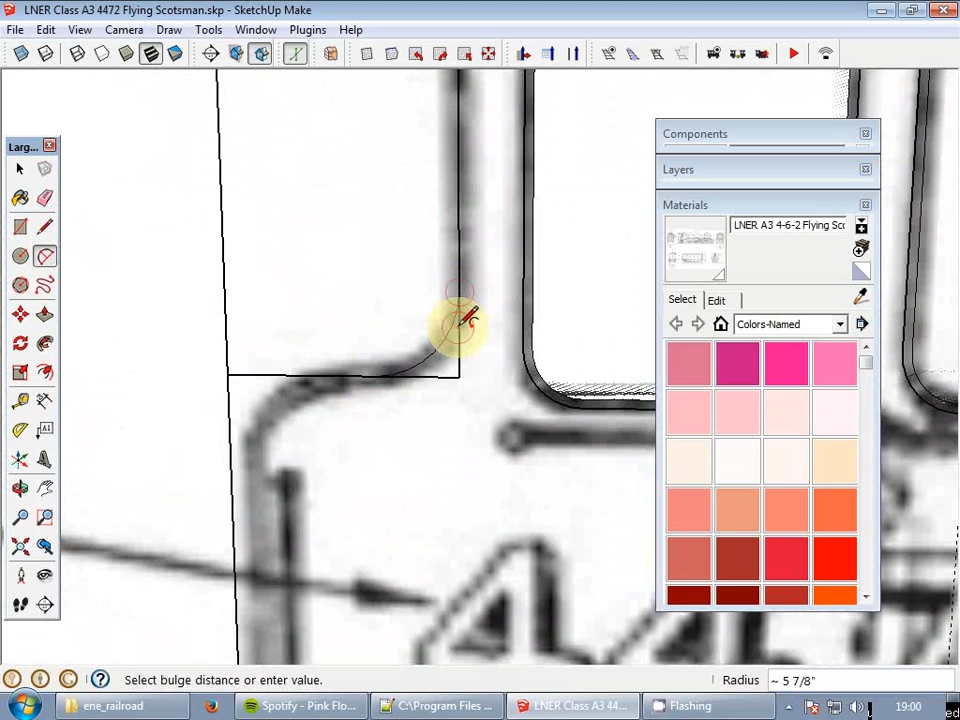 LNER Class A3 4472 Flying Scotsman.skp - SketchUp Make
File Edit View Camera Draw Tools Window Plugins Help
Larg...
A1
Components
Layers
Materials
LNER A3 4-6-2 Flying Sco
Select Edit
Colors-Named
44
Select bulge distance or enter value.
Radius ~ 5 7/8"
ene_railroad
Spotify - Pink Flo...
C:\Program Files ...
LNER Class A3 44...
Flashing
19:00